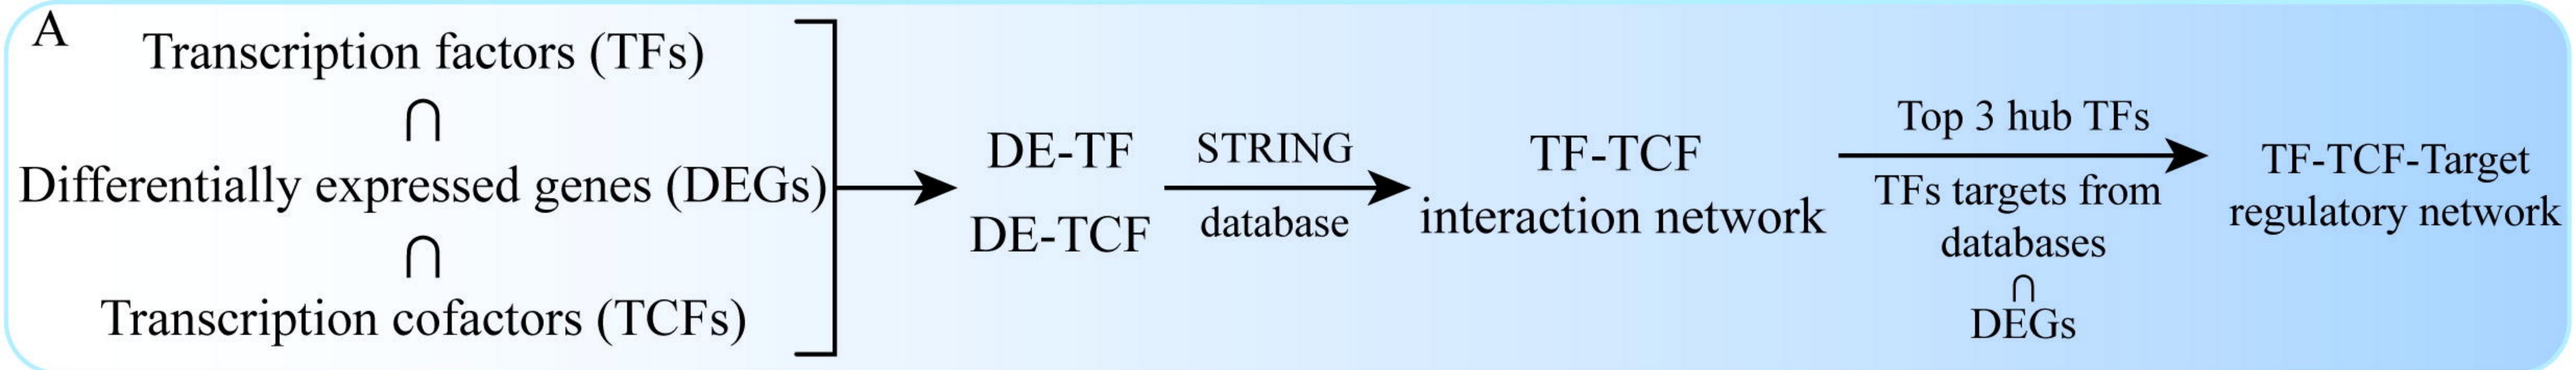 A
Transcription factors (TFs)
∩
Differentially expressed genes (DEGs)
∩
Transcription cofactors (TCFs)
DE-TF
DE-TCF
STRING
database
TF-TCF
interaction network
Top 3 hub TFs
TFs targets from
databases
∩
DEGs
TF-TCF-Target
regulatory network